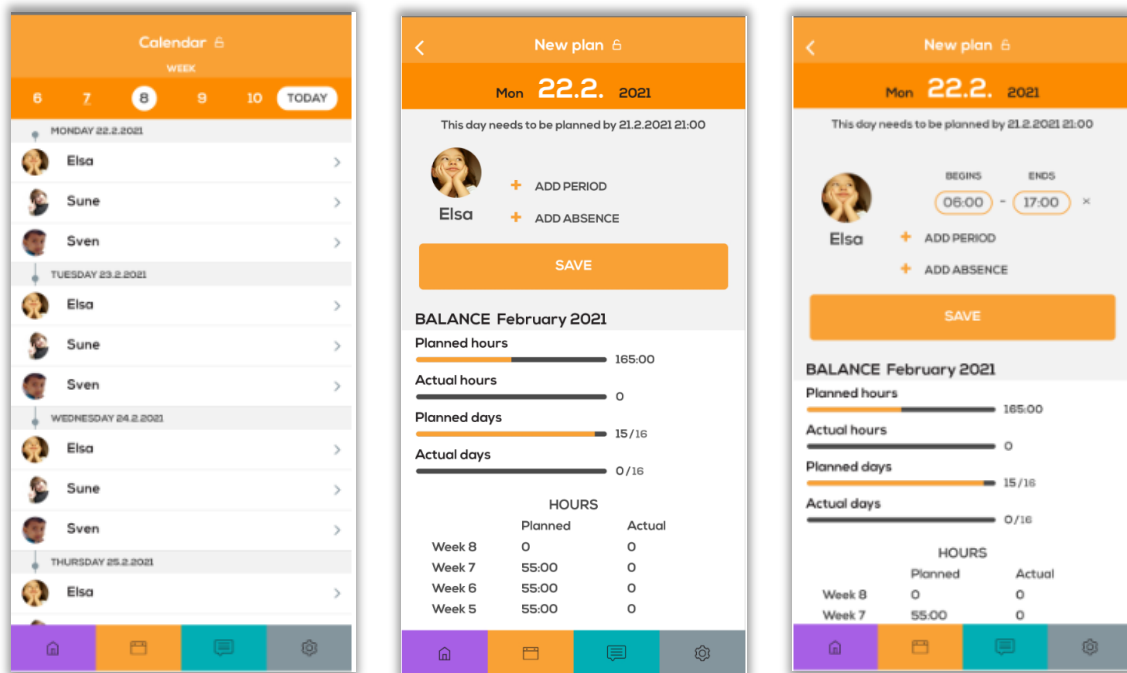 Calendar
WEEK
6 7 8 9 10 TODAY
MONDAY 22.2.2021
Elsa
Sune
Sven
TUESDAY 23.2.2021
Elsa
Sune
Sven
WEDNESDAY 24.2.2021
Elsa
Sune
Sven
THURSDAY 25.2.2021
Elsa
New plan
Mon 22.2. 2021
This day needs to be planned by 21.2.2021 21:00
+ ADD PERIOD
Elsa + ADD ABSENCE
SAVE
BALANCE February 2021
Planned hours
165:00
Actual hours
0
Planned days
15/16
Actual days
0/16
HOURS
Planned Actual
Week 8 0 0
Week 7 55:00 0
Week 6 55:00 0
Week 5 55:00 0
New plan
Mon 22.2. 2021
This day needs to be planned by 21.2.2021 21:00
BEGINS ENDS
06:00 - 17:00 ×
Elsa + ADD PERIOD
+ ADD ABSENCE
SAVE
BALANCE February 2021
Planned hours
165:00
Actual hours
0
Planned days
15/16
Actual days
0/16
HOURS
Planned Actual
Week 8 0 0
Week 7 55:00 0